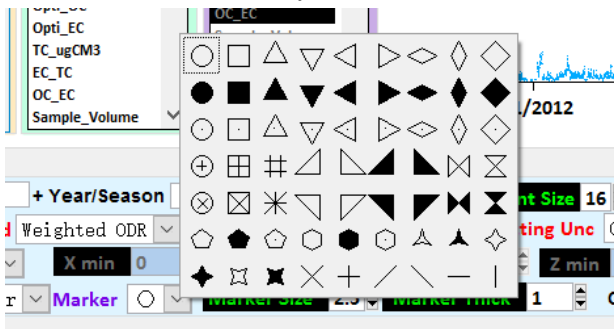 Opti_OC
OC_EC
Opti_EC
TC_ugCM3
EC_TC
OC_EC
Sample_Volume
/2012
+ Year/Season
nt Size 16
d Weighted ODR
ting Unc
X min 0
Z min
r Marker
Marker Size 2.5 Marker Thick 1